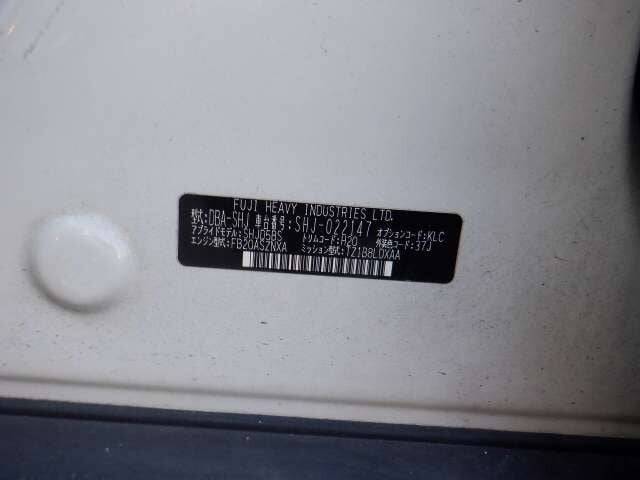 FUJI HEAVY INDUSTRIES LTD.
型式:DBA-SHJ 車台番号:SHJ-022147 オプションコード:KLC
アプライドモデル:SHJD58S トリムコード:H20 外装色コード:37J
エンジン型式:FB20ASZNXA ミッション型式:TZ1B8LDXAA